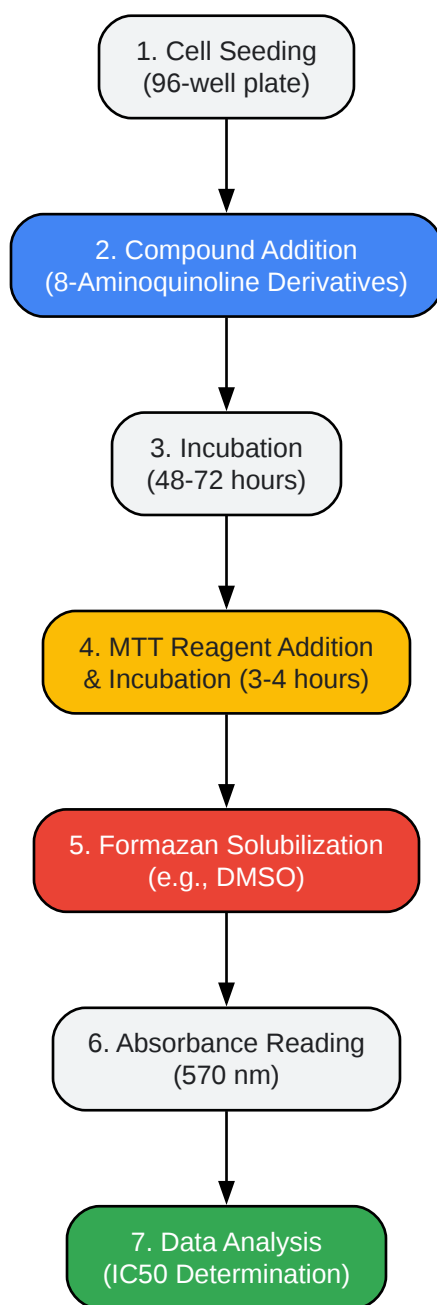 1. Cell Seeding
(96-well plate)
2. Compound Addition
(8-Aminoquinoline Derivatives)
3. Incubation
(48-72 hours)
4. MTT Reagent Addition
& Incubation (3-4 hours)
5. Formazan Solubilization
(e.g., DMSO)
6. Absorbance Reading
(570 nm)
7. Data Analysis
(IC50 Determination)